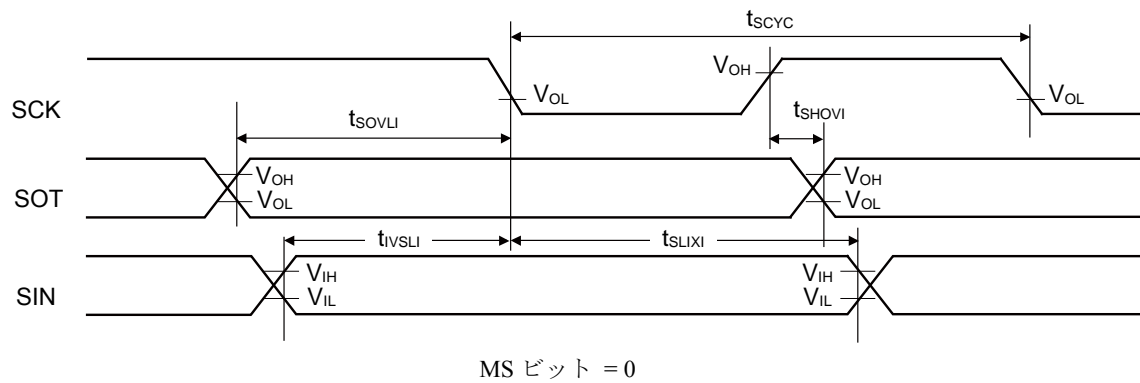 tSCYC
VOH
SCK
VOL
VOL
tSHOVI
tSOVLI
SOT
VOH
VOL
VOH
VOL
tIVSLI
tSLIXI
SIN
VIH
VIL
VIH
VIL
MS ビット = 0